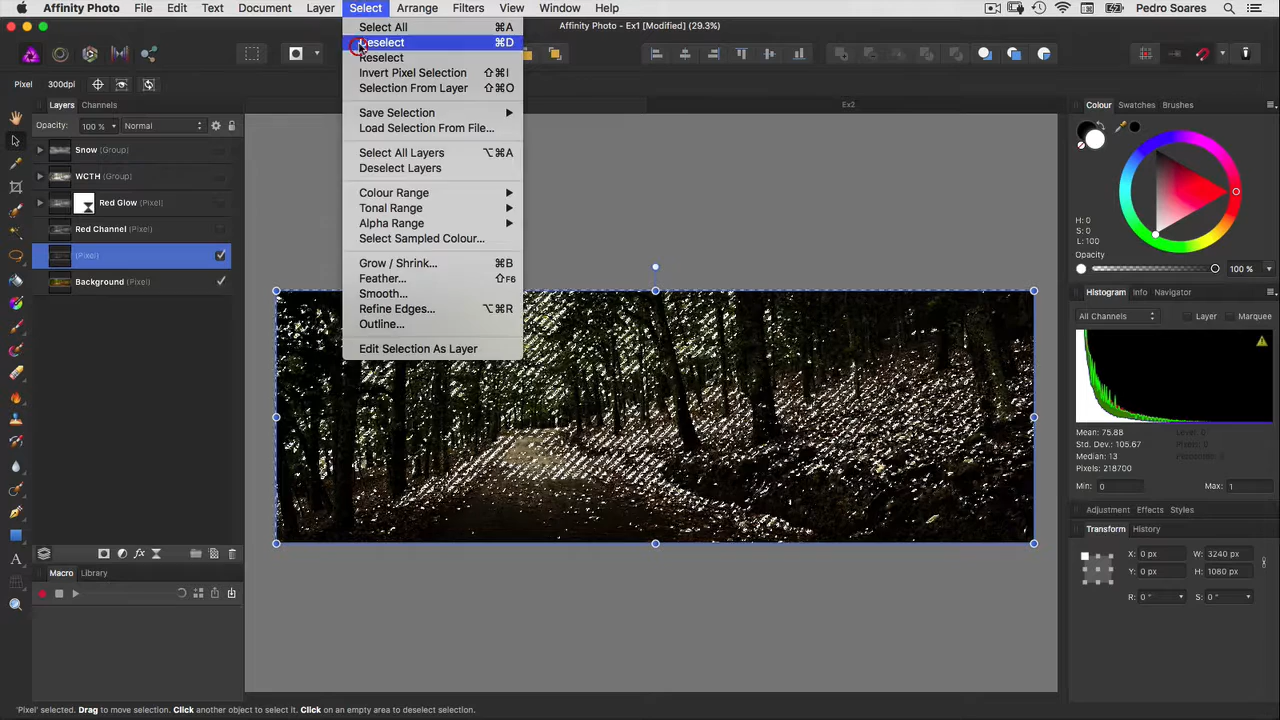 Affinity Photo File Edit Text Document Layer Select Arrange Filters View Window Help Pedro Soares
Affinity Photo - Ex1 [Modified] (29.3%)
Select All ⌘A
Deselect ⌘D
Reselect
Invert Pixel Selection ⇧⌘I
Selection From Layer ⇧⌘O
Save Selection
Load Selection From File...
Select All Layers ⌥⌘A
Deselect Layers
Colour Range
Tonal Range
Alpha Range
Select Sampled Colour...
Grow / Shrink... ⌘B
Feather... ⇧F6
Smooth...
Refine Edges... ⌥⌘R
Outline...
Edit Selection As Layer
Pixel 300dpi
Layers Channels
Opacity: 100 % Normal
Snow (Group)
WCTH (Group)
Red Glow (Pixel)
Red Channel (Pixel)
(Pixel)
Background (Pixel)
Macro Library
Ex2
Colour Swatches Brushes
H: 0
S: 0
L: 100
Opacity
100 %
Histogram Info Navigator
All Channels Layer Marquee
Mean: 75.88
Std. Dev.: 105.67
Median: 13
Pixels: 218700
Level: 0
Pixels: 0
Min: 0 Max: 1
Adjustment Effects Styles
Transform History
X: 0 px W: 3240 px
Y: 0 px H: 1080 px
R: 0 ° S: 0 °
'Pixel' selected. Drag to move selection. Click another object to select it. Click on an empty area to deselect selection.